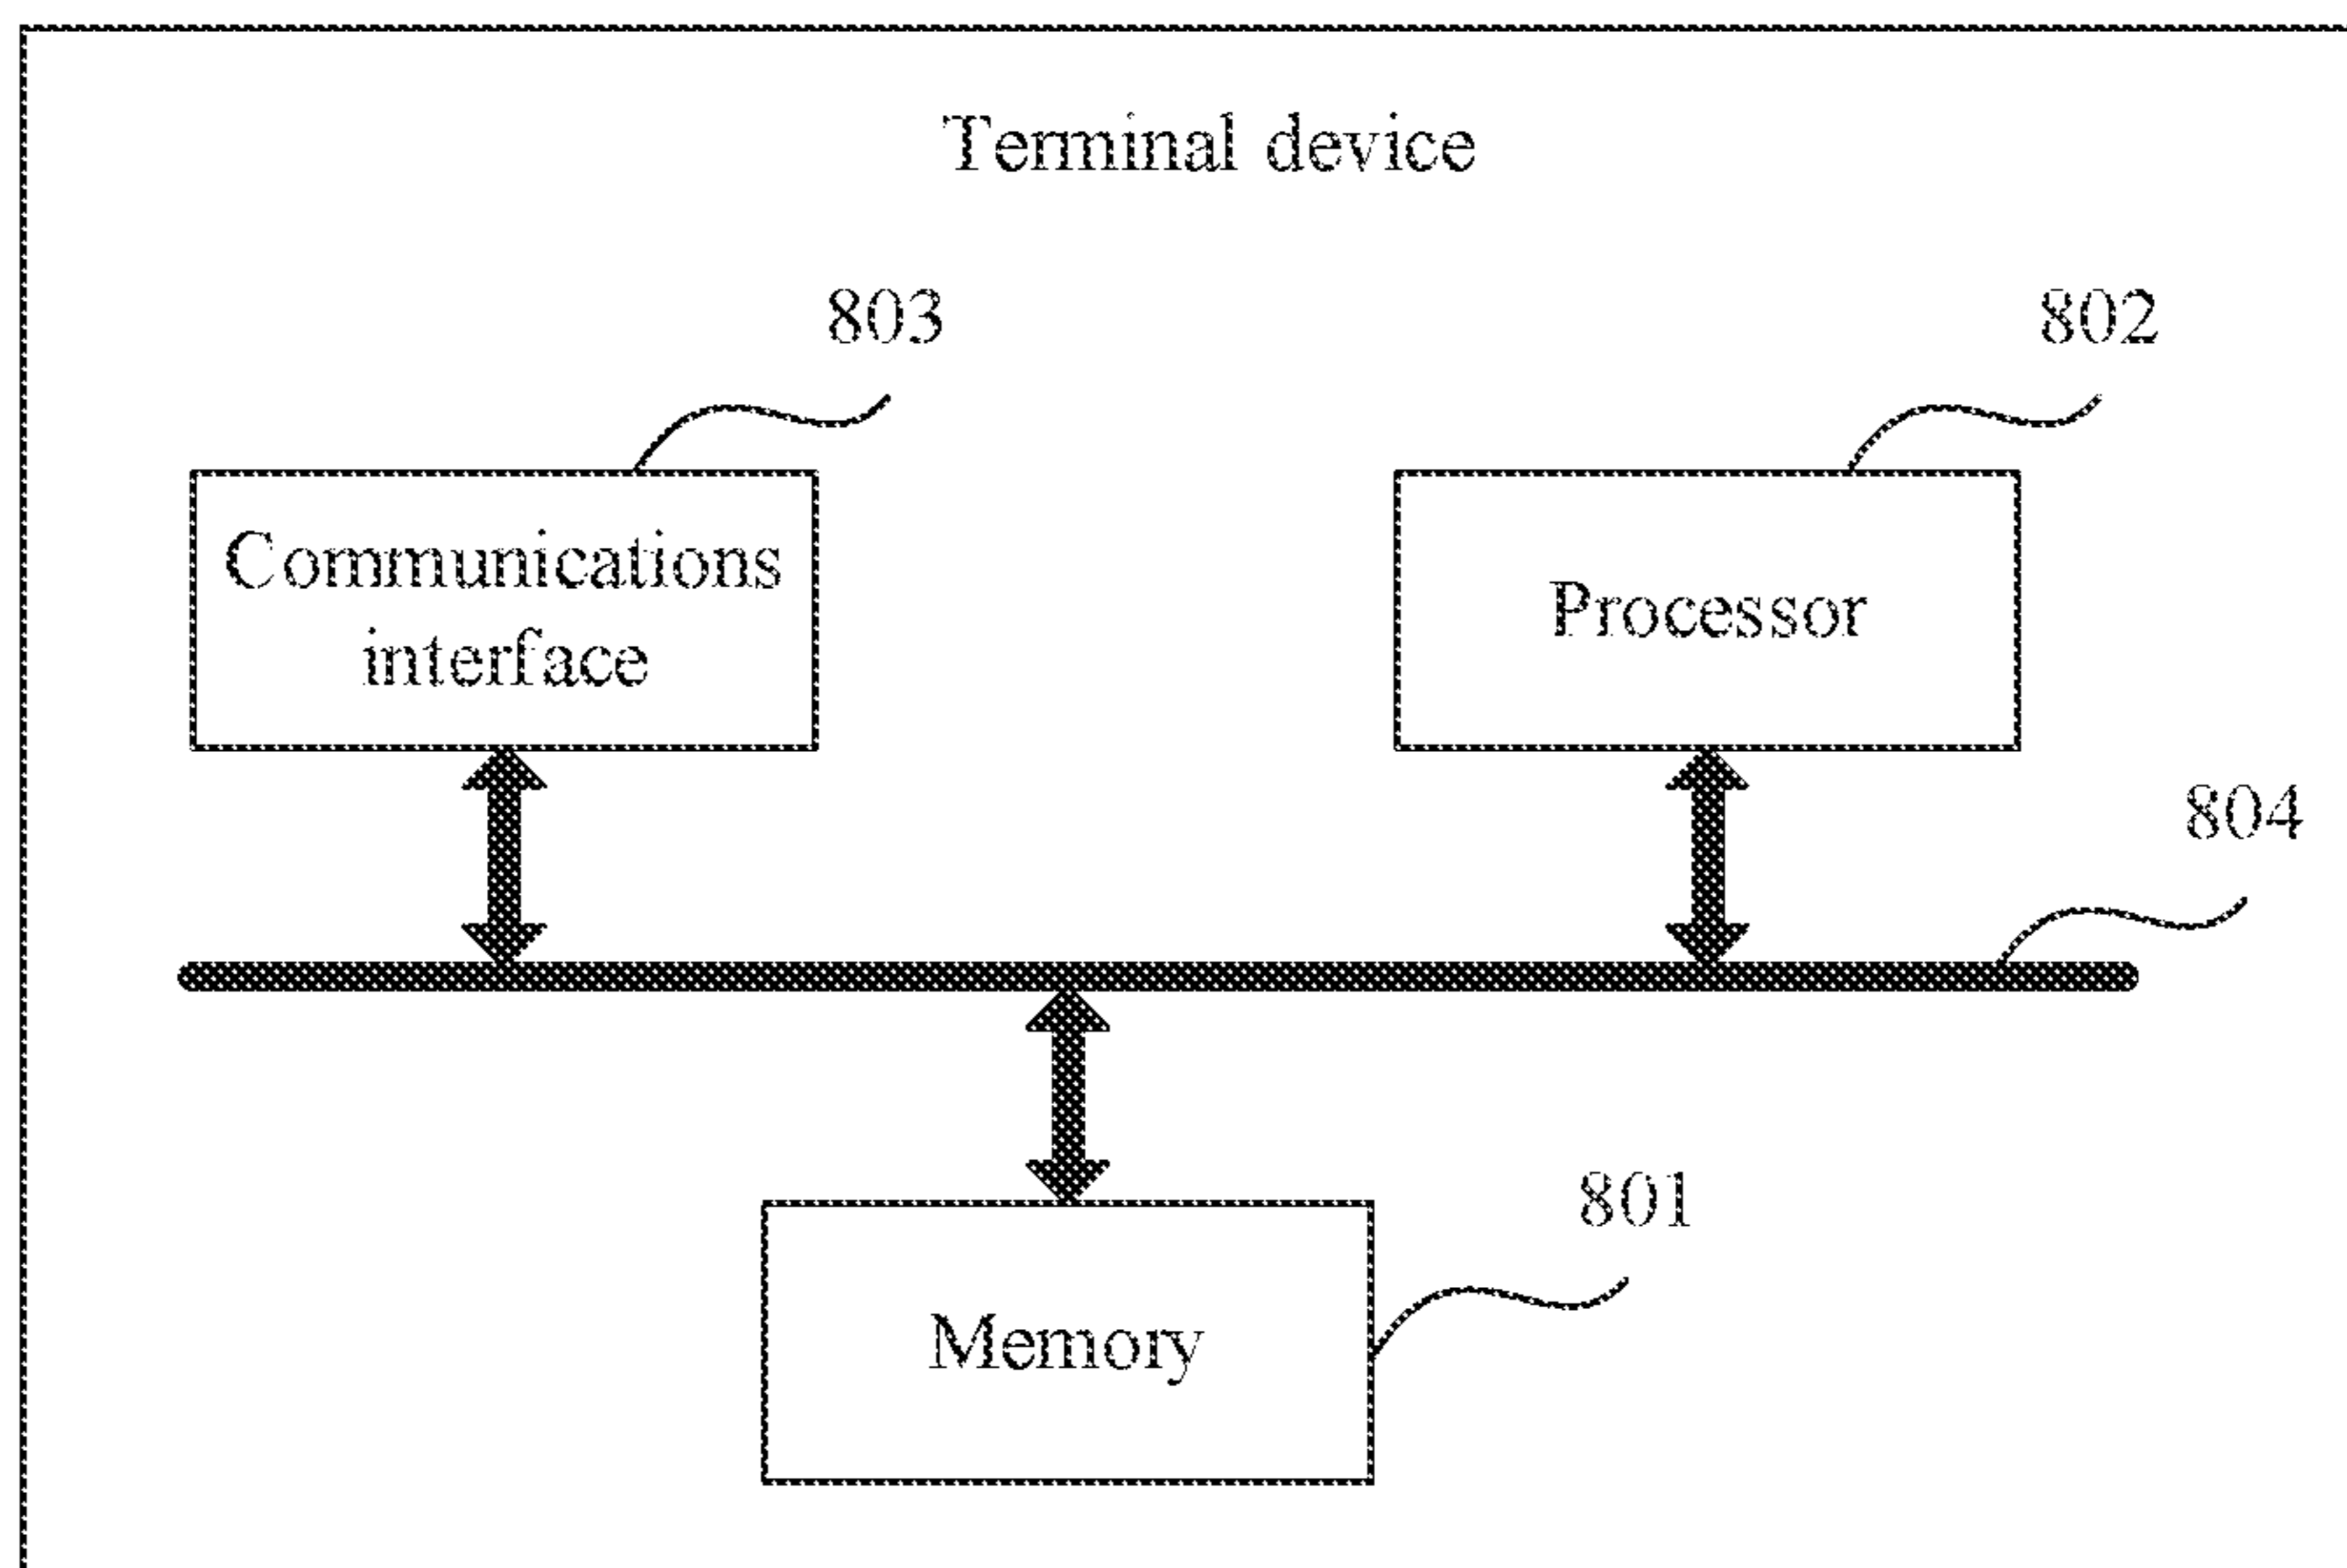 Terminal device
803
802
Communications
interface
Processor
804
801
Memory